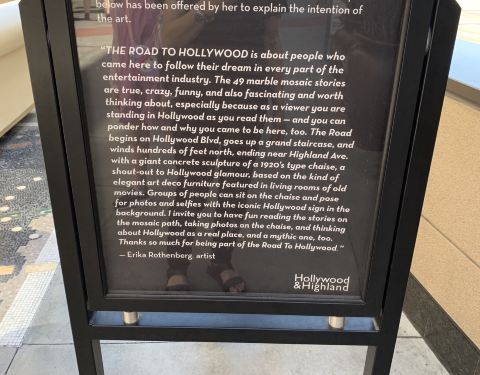 below has been offered by her to explain the intention of
the art.
"THE ROAD TO HOLLYWOOD is about people who
came here to follow their dream in every part of the
entertainment industry. The 49 marble mosaic stories
are true, crazy, funny, and also fascinating and worth
thinking about, especially because as a viewer you are
standing in Hollywood as you read them — and you can
ponder how and why you came to be here, too. The Road
begins on Hollywood Blvd, goes up a grand staircase, and
winds hundreds of feet north, ending near Highland Ave.
with a giant concrete sculpture of a 1920's type chaise, a
shout-out to Hollywood glamour, based on the kind of
elegant art deco furniture featured in living rooms of old
movies. Groups of people can sit on the chaise and pose
for photos and selfies with the iconic Hollywood sign in the
background. I invite you to have fun reading the stories on
the mosaic path, taking photos on the chaise, and thinking
about Hollywood as a real place, and a mythic one, too.
Thanks so much for being part of the Road To Hollywood."
— Erika Rothenberg, artist
Hollywood
&Highland